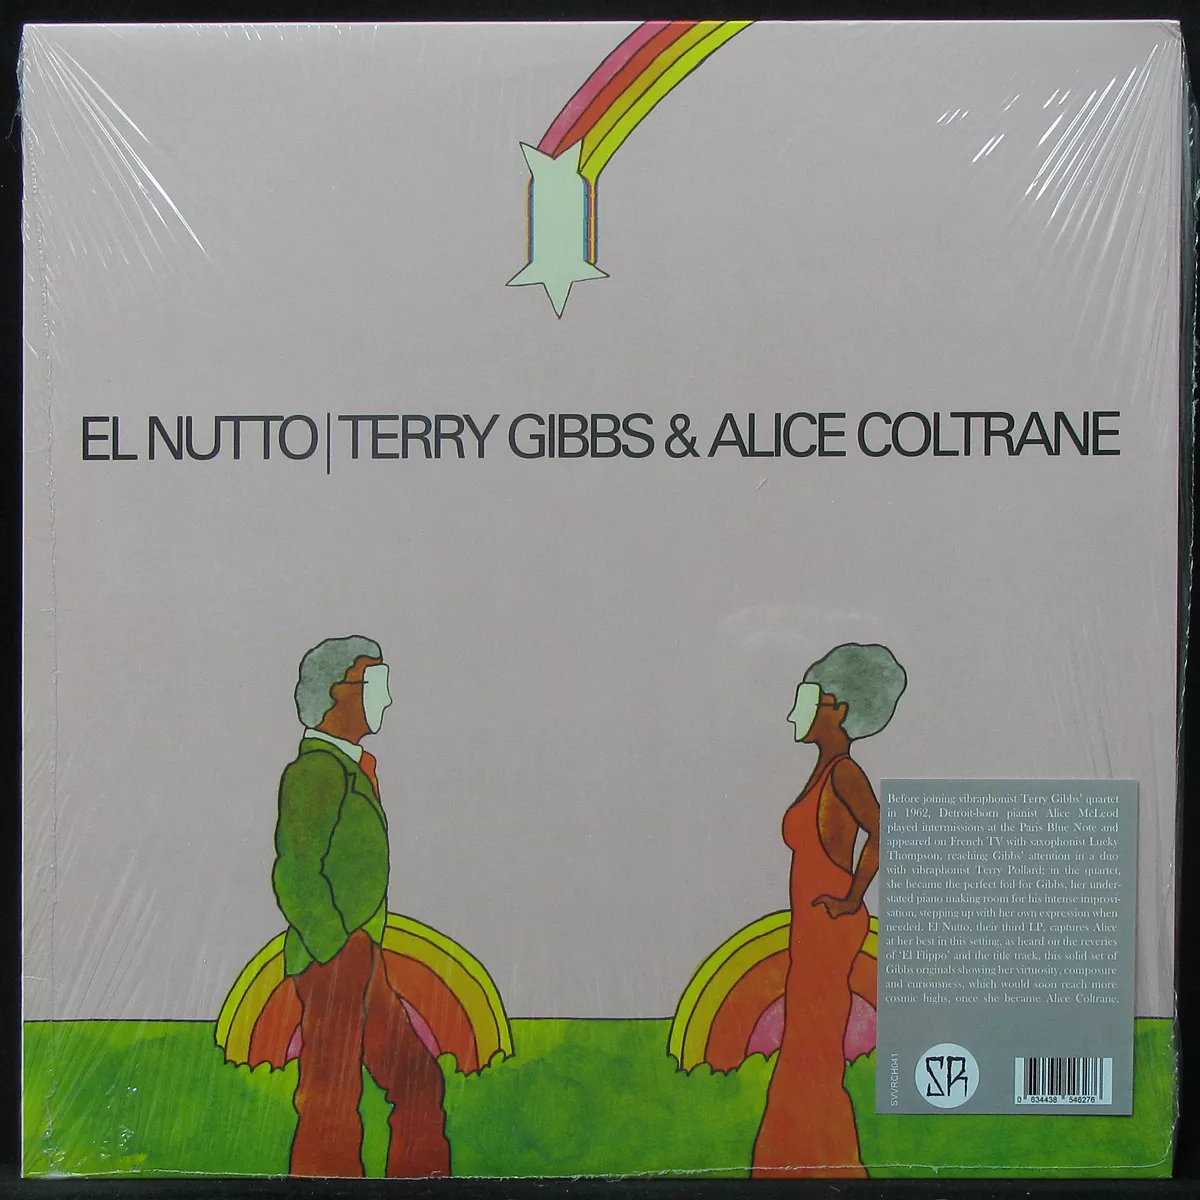 EL NUTTO|TERRY GIBBS & ALICE COLTRANE
Before joining vibraphonist Terry Gibbs' quartet
in 1962, Detroit-born pianist Alice McLeod
played intermissions at the Paris Blue Note and
appeared on French TV with saxophonist Lucky
Thompson, reaching Gibbs' attention in a duo
with vibraphonist Terry Pollard; in the quartet,
she became the perfect foil for Gibbs, her under-
stated piano making room for his intense improvi-
sation, stepping up with her own expression when
needed. El Nutto, their third LP, captures Alice
at her best in this setting, as heard on the reveries
of 'El Flippo' and the title track, this solid set of
Gibbs originals showing her virtuosity, composure
and curiousness, which would soon reach more
cosmic highs, once she became Alice Coltrane.
SVVRCH041
SR
0 634438 546276